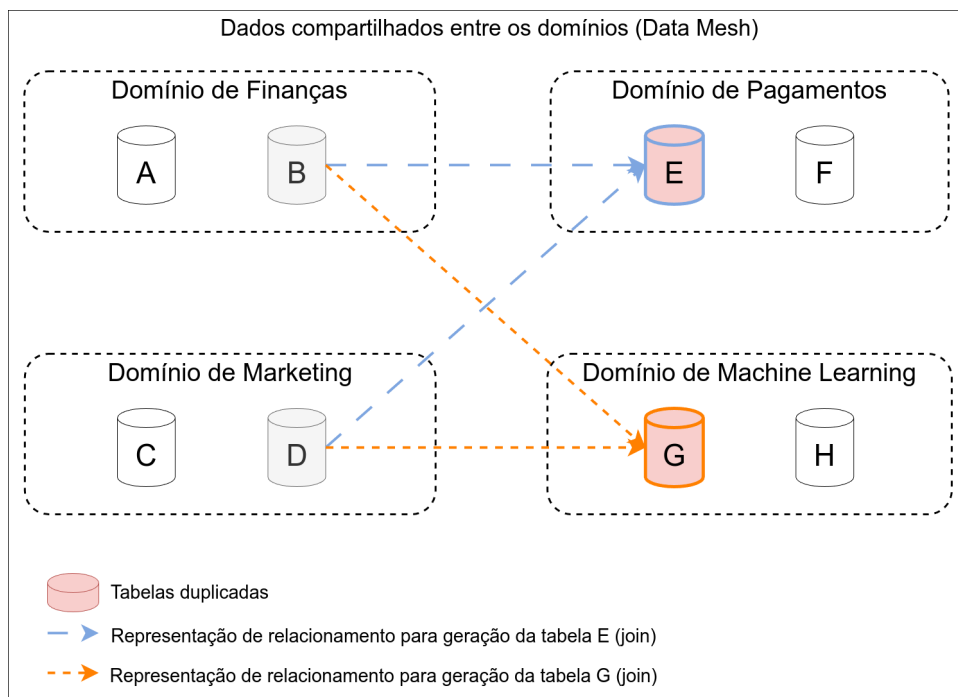 Dados compartilhados entre os domínios (Data Mesh)
Domínio de Finanças
A
B
Domínio de Pagamentos
E
F
Domínio de Marketing
C
D
Domínio de Machine Learning
G
H
Tabelas duplicadas
Representação de relacionamento para geração da tabela E (join)
Representação de relacionamento para geração da tabela G (join)